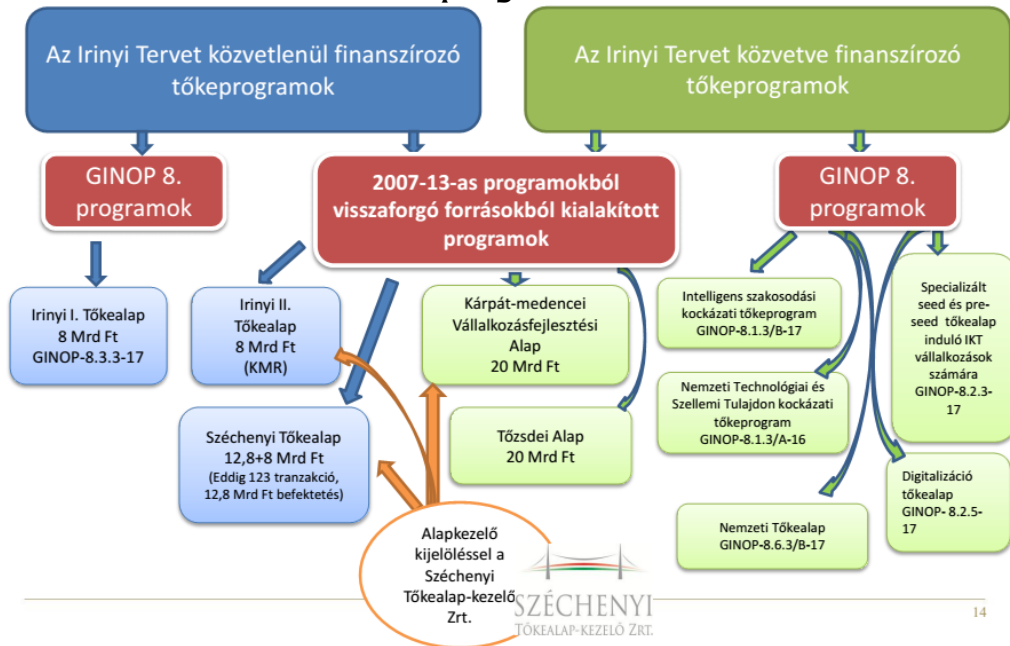 Az Irinyi Tervet közvetlenül finanszírozó
tőkeprogramok
Az Irinyi Tervet közvetve finanszírozó
tőkeprogramok
GINOP 8.
programok
2007-13-as programokból
visszaforgó forrásokból kialakított
programok
GINOP 8.
programok
Irinyi I. Tőkealap
8 Mrd Ft
GINOP-8.3.3-17
Irinyi II.
Tőkealap
8 Mrd Ft
(KMR)
Kárpát-medencei
Vállalkozásfejlesztési
Alap
20 Mrd Ft
Intelligens szakosodási
kockázati tőkeprogram
GINOP-8.1.3/B-17
Specializált
seed és pre-
seed tőkealap
induló IKT
vállalkozások
számára
GINOP-8.2.3-
17
Széchenyi Tőkealap
12,8+8 Mrd Ft
(Eddig 123 tranzakció,
12,8 Mrd Ft befektetés)
Tőzsdei Alap
20 Mrd Ft
Nemzeti Technológiai és
Szellemi Tulajdon kockázati
tőkeprogram
GINOP-8.1.3/A-16
Digitalizáció
tőkealap
GINOP- 8.2.5-
17
Nemzeti Tőkealap
GINOP-8.6.3/B-17
Alapkezelő
kijelöléssel a
Széchenyi
Tőkealap-kezelő
Zrt.
SZÉCHENYI
TŐKEALAP-KEZELŐ ZRT.
14